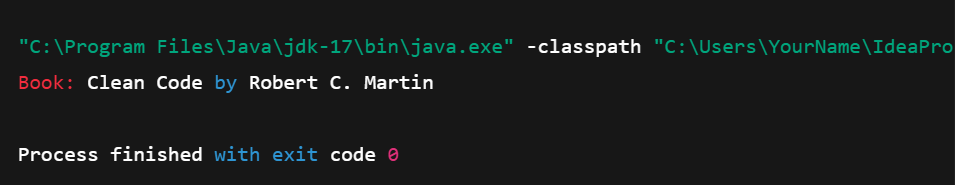 "C:\Program Files\Java\jdk-17\bin\java.exe" -classpath "C:\Users\YourName\IdeaPro
Book: Clean Code by Robert C. Martin
Process finished with exit code 0